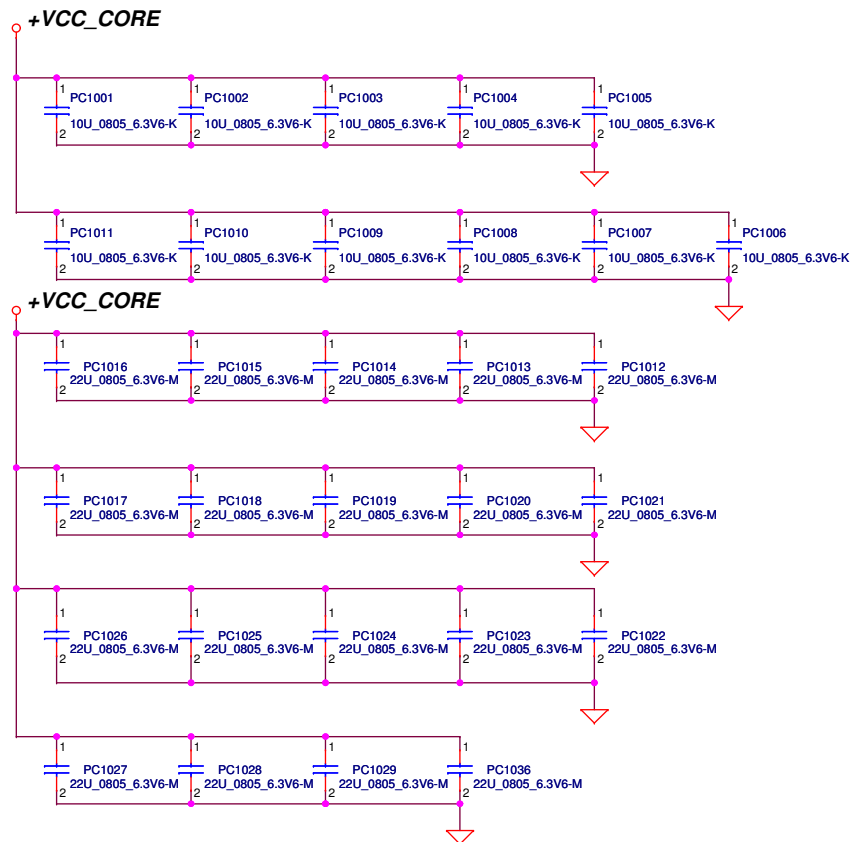 +VCC_CORE
1 1 1 1 1
PC1001 PC1002 PC1003 PC1004 PC1005
10U_0805_6.3V6-K 10U_0805_6.3V6-K 10U_0805_6.3V6-K 10U_0805_6.3V6-K 10U_0805_6.3V6-K
2 2 2 2 2
1 1 1 1 1 1
PC1011 PC1010 PC1009 PC1008 PC1007 PC1006
10U_0805_6.3V6-K 10U_0805_6.3V6-K 10U_0805_6.3V6-K 10U_0805_6.3V6-K 10U_0805_6.3V6-K 10U_0805_6.3V6-K
2 2 2 2 2 2
+VCC_CORE
1 1 1 1 1
PC1016 PC1015 PC1014 PC1013 PC1012
22U_0805_6.3V6-M 22U_0805_6.3V6-M 22U_0805_6.3V6-M 22U_0805_6.3V6-M 22U_0805_6.3V6-M
2 2 2 2 2
1 1 1 1 1
PC1017 PC1018 PC1019 PC1020 PC1021
22U_0805_6.3V6-M 22U_0805_6.3V6-M 22U_0805_6.3V6-M 22U_0805_6.3V6-M 22U_0805_6.3V6-M
2 2 2 2 2
1 1 1 1 1
PC1026 PC1025 PC1024 PC1023 PC1022
22U_0805_6.3V6-M 22U_0805_6.3V6-M 22U_0805_6.3V6-M 22U_0805_6.3V6-M 22U_0805_6.3V6-M
2 2 2 2 2
1 1 1 1
PC1027 PC1028 PC1029 PC1036
22U_0805_6.3V6-M 22U_0805_6.3V6-M 22U_0805_6.3V6-M 22U_0805_6.3V6-M
2 2 2 2